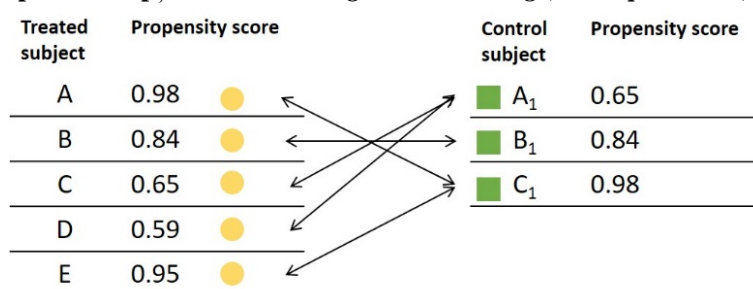 Treated subject Propensity score
Control subject Propensity score
A 0.98
A₁ 0.65
B 0.84
B₁ 0.84
C 0.65
C₁ 0.98
D 0.59
E 0.95